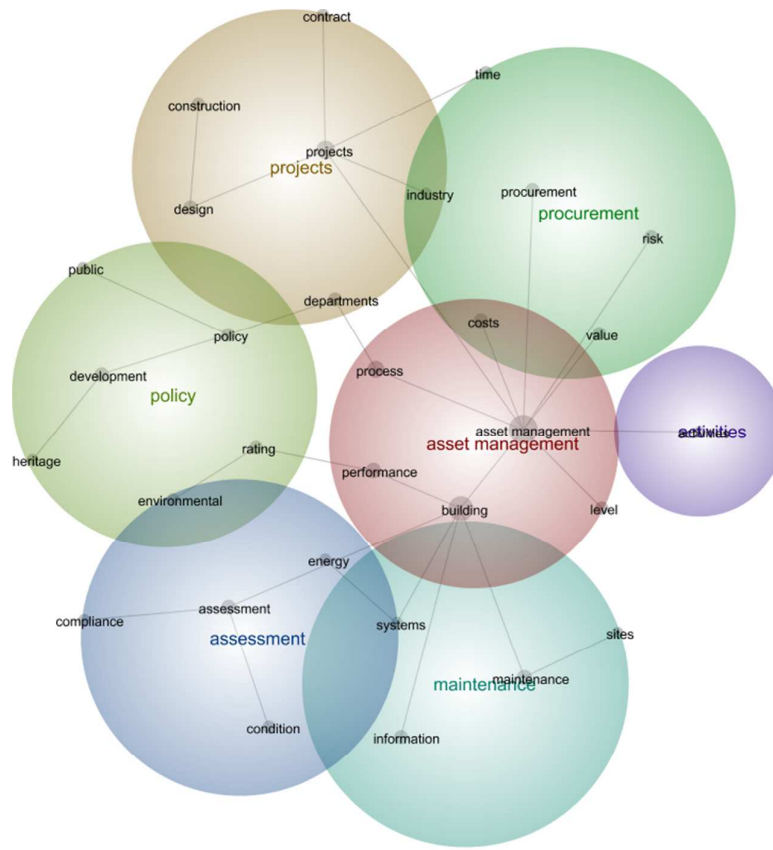 contract
time
construction
projects
projects
industry
procurement
design
procurement
risk
public
departments
costs
policy
value
process
development
policy
asset management
activities
activities
asset management
rating
heritage
performance
environmental
building
level
energy
compliance
assessment
systems
sites
assessment
maintenance
maintenance
condition
information